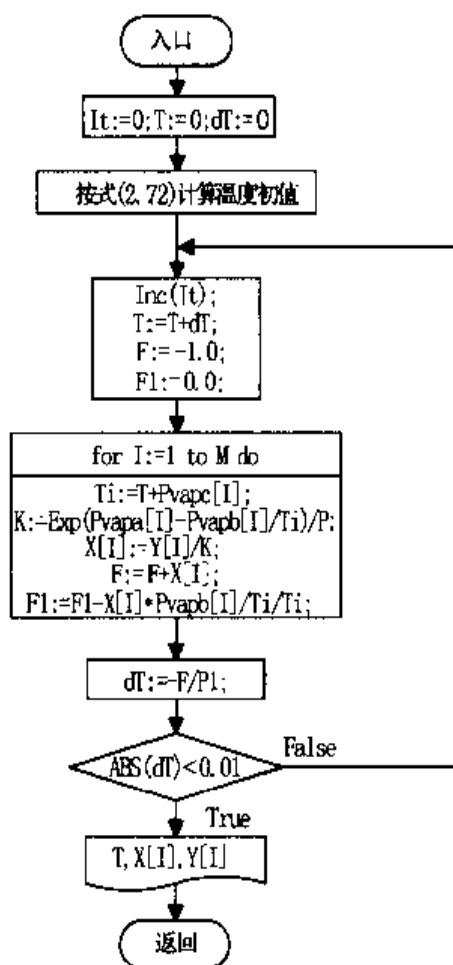 入口
It:=0;T:=0;dT:=0
按式(2.72)计算温度初值
Inc(Tt);
T:=T+dT;
F:=-1.0;
F1:=0.0;
for I:=1 to M do
Ti:=T+Pvapc[I];
K:=Exp(Pvapa[I]-Pvapb[I]/Ti)/P;
X[I]:=Y[I]/K;
F:=F+X[I];
F1:=F1-X[I]*Pvapb[I]/Ti/Ti;
dT:=-F/P1;
ABS(dT)<0.01
False
True
T,X[I],Y[I]
返回